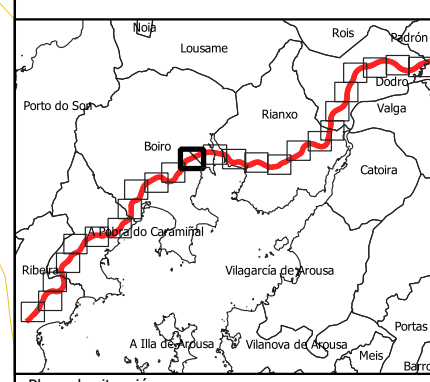 Noia
Rois
Padrón
Lousame
Dodro
Porto do Son
Valga
Rianxo
Boiro
Catoira
A Pobra do Caramiñal
Ribeira
Vilagarcía de Arousa
Portas
A Illa de Arousa
Vilanova de Arousa
Meis
Barro